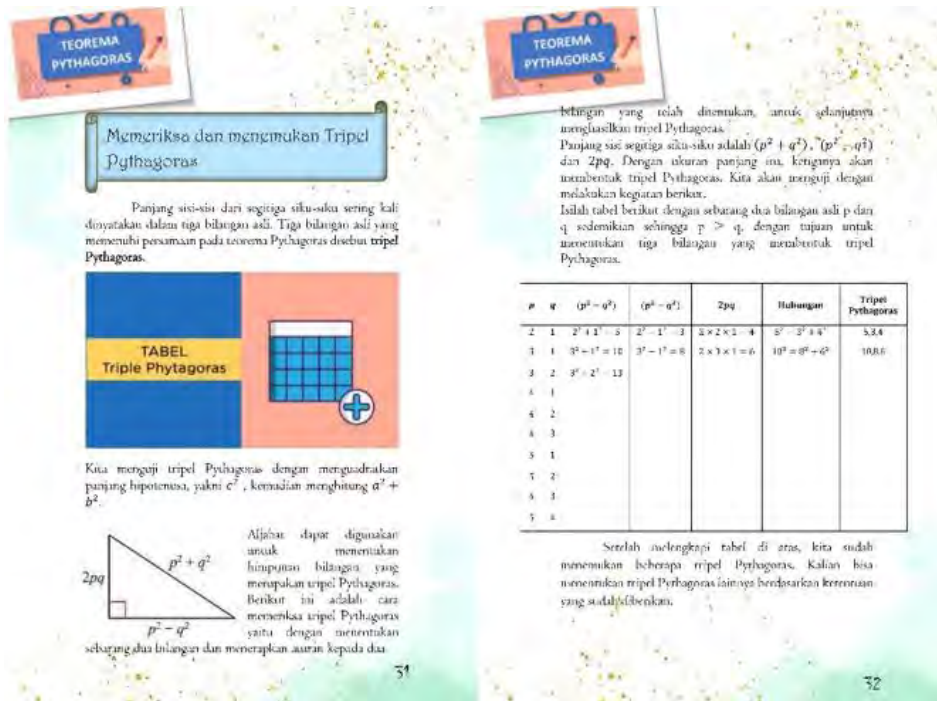 TEOREMA
PYTHAGORAS
Memeriksa dan menemukan Tripel
Pythagoras
Panjang sisi-sisi dari segitiga siku-siku sering kali
dinyatakan dalam tiga bilangan asli. Tiga bilangan asli yang
memenuhi persamaan pada teorema Pythagoras disebut tripel
Pythagoras.
TABEL
Triple Phytagoras
Kita menguji tripel Pythagoras dengan menguadratkan
panjang hipotenusa, yakni c² , kemudian menghitung a² +
b².
2pq
p² + q²
p² − q²
Aljabar dapat digunakan
untuk menentukan
himpunan bilangan yang
merupakan tripel Pythagoras.
Berikut ini adalah cara
memeriksa tripel Pythagoras
yaitu dengan menentukan
sebarang dua bilangan dan menerapkan aturan kepada dua
31
TEOREMA
PYTHAGORAS
bilangan yang telah ditentukan, untuk selanjutnya
menghasilkan tripel Pythagoras.
Panjang sisi segitiga siku-siku adalah (p² + q²), (p² − q²)
dan 2pq. Dengan ukuran panjang ini, ketiganya akan
membentuk tripel Pythagoras. Kita akan menguji dengan
melakukan kegiatan berikut.
Isilah tabel berikut dengan sebarang dua bilangan asli p dan
q sedemikian sehingga p > q, dengan tujuan untuk
menentukan tiga bilangan yang membentuk tripel
Pythagoras.
p q (p² + q²) (p² − q²) 2pq Hubungan Tripel Pythagoras
2 1 2² + 1² = 5 2² − 1² = 3 2 × 2 × 1 = 4 5² = 3² + 4² 5,3,4
3 1 3² + 1² = 10 3² − 1² = 8 2 × 3 × 1 = 6 10² = 8² + 6² 10,8,6
3 2 3² + 2² = 13
4 1
4 2
4 3
5 1
5 2
5 3
5 4
Setelah melengkapi tabel di atas, kita sudah
menemukan beberapa tripel Pythagoras. Kalian bisa
menentukan tripel Pythagoras lainnya berdasarkan ketentuan
yang sudah diberikan.
32